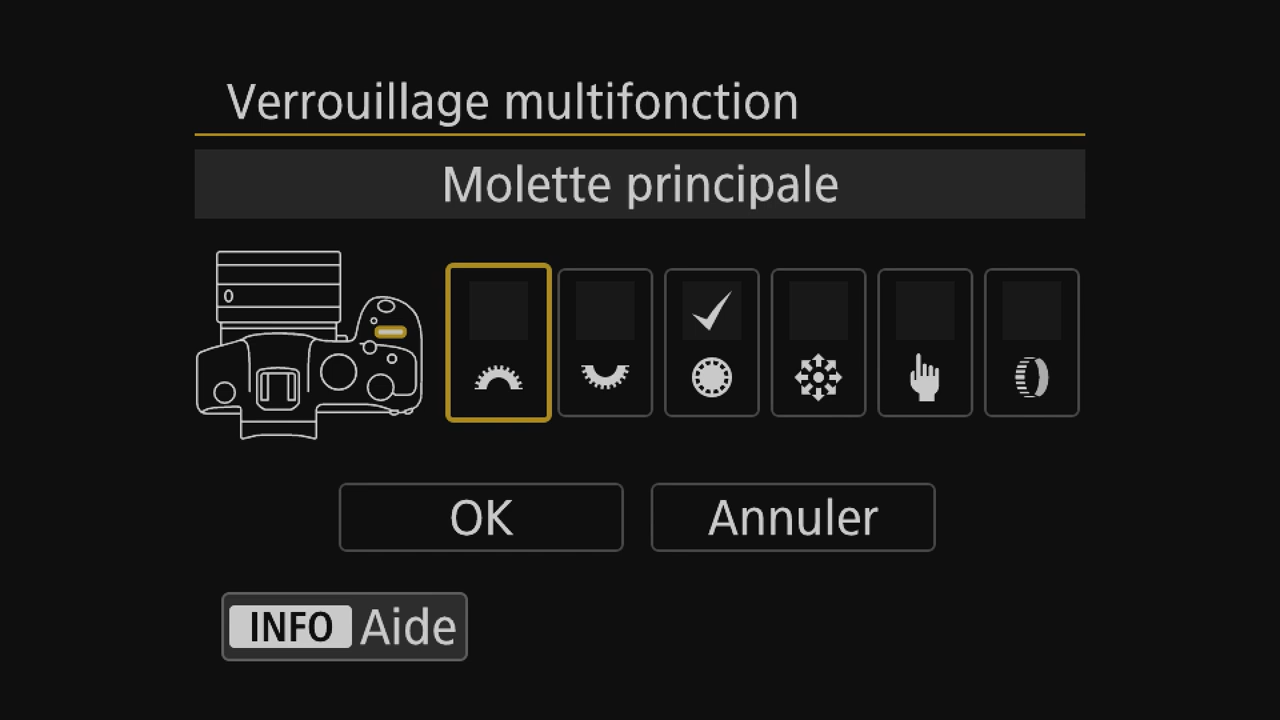 Verrouillage multifonction
Molette principale
OK
Annuler
INFO Aide